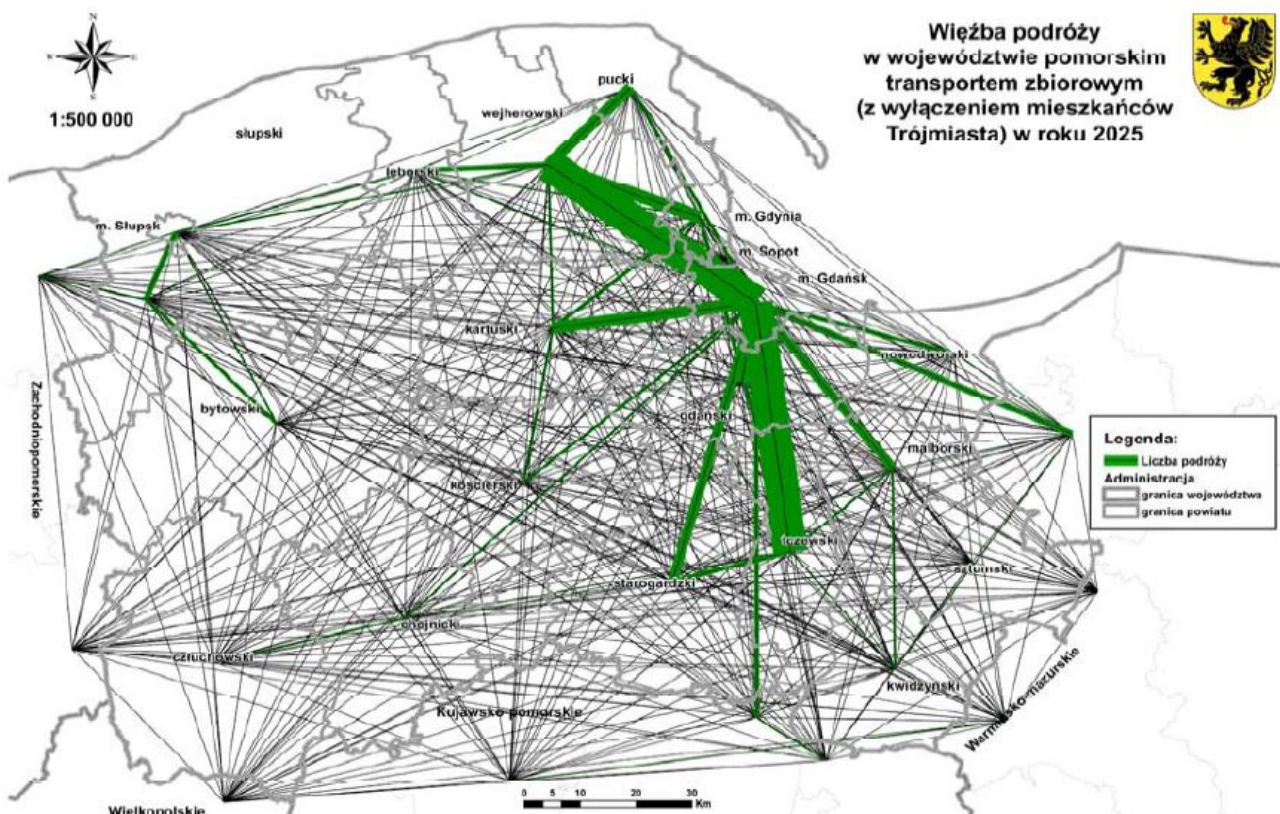 Więźba podróży
w województwie pomorskim
transportem zbiorowym
(z wyłączeniem mieszkańców
Trójmiasta) w roku 2025
N
W
E
S
1:500 000
pucki
wejherowski
słupski
lęborski
m. Słupsk
m. Gdynia
m. Sopot
m. Gdańsk
kartuski
nowodworski
Zachodniopomorskie
bytowski
gdański
malborski
Legenda:
Liczba podróży
Administracja
granica województwa
granica powiatu
kościerski
tczewski
starogardzki
sztumski
chojnicki
człuchowski
kwidzyński
Warmińsko-mazurskie
Kujawsko-pomorskie
Wielkopolskie
0 5 10 20 30
Km